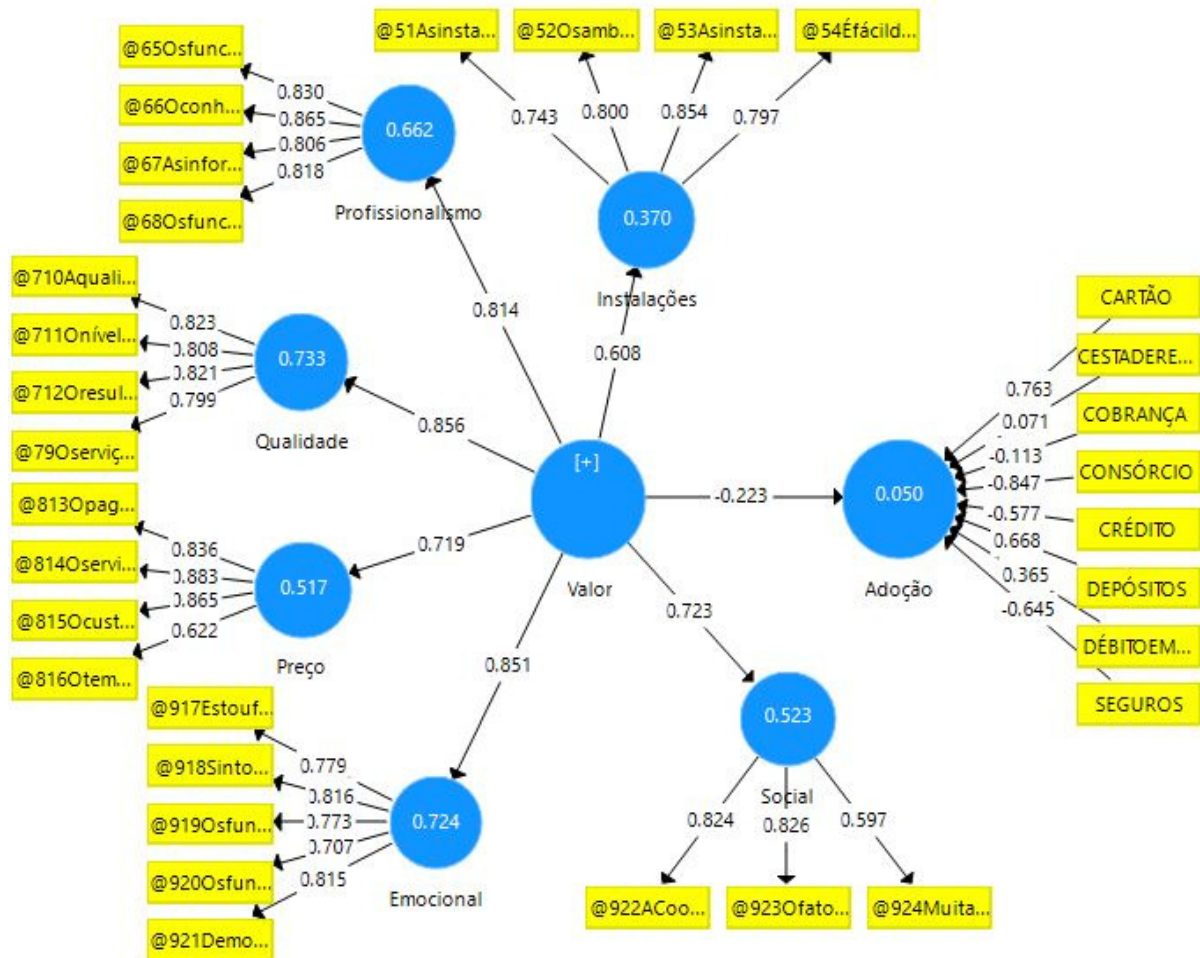 @51Asinsta...
@52Osamb...
@53Asinsta...
@54Éfácild...
0.743
0.800
0.854
0.797
0.370
Instalações
@65Osfunc...
@66Oconh...
@67Asinfor...
@68Osfunc...
0.830
0.865
0.806
0.818
0.662
Profissionalismo
0.814
0.608
@710Aquali...
@711Onível...
@712Oresul...
@79Oserviç...
0.823
0.808
0.821
0.799
0.733
Qualidade
0.856
@813Opag...
@814Oservi...
@815Ocust...
@816Otem...
0.836
0.883
0.865
0.622
0.517
Preço
0.719
[+]
Valor
-0.223
0.050
Adoção
CARTÃO
CESTADERE...
COBRANÇA
CONSÓRCIO
CRÉDITO
DEPÓSITOS
DÉBITOEM...
SEGUROS
0.763
0.071
-0.113
-0.847
-0.577
0.668
0.365
-0.645
0.851
0.723
@917Estouf...
@918Sinto...
@919Osfun...
@920Osfun...
@921Demo...
0.779
0.816
0.773
0.707
0.815
0.724
Emocional
0.523
Social
0.824
0.826
0.597
@922ACoo...
@923Ofato...
@924Muita...